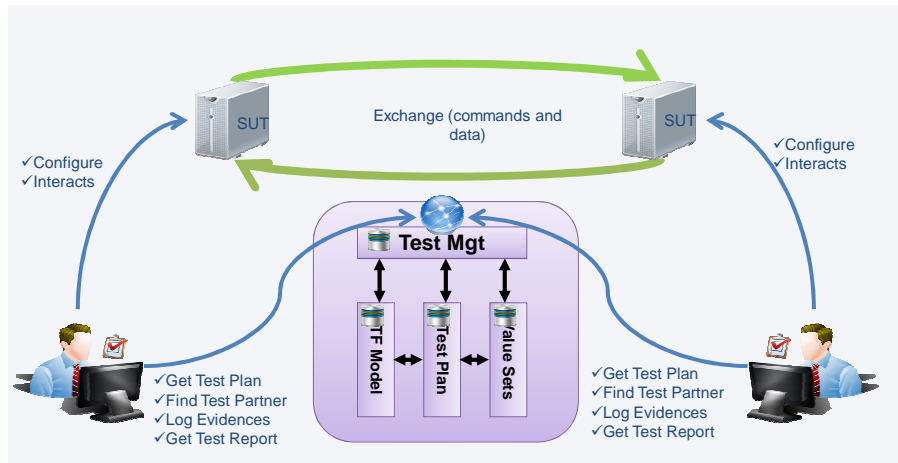 SUT
Exchange (commands and
data)
SUT
✓Configure
✓Interacts
✓Configure
✓Interacts
Test Mgt
TF Model
Test Plan
Value Sets
✓Get Test Plan
✓Find Test Partner
✓Log Evidences
✓Get Test Report
✓Get Test Plan
✓Find Test Partner
✓Log Evidences
✓Get Test Report